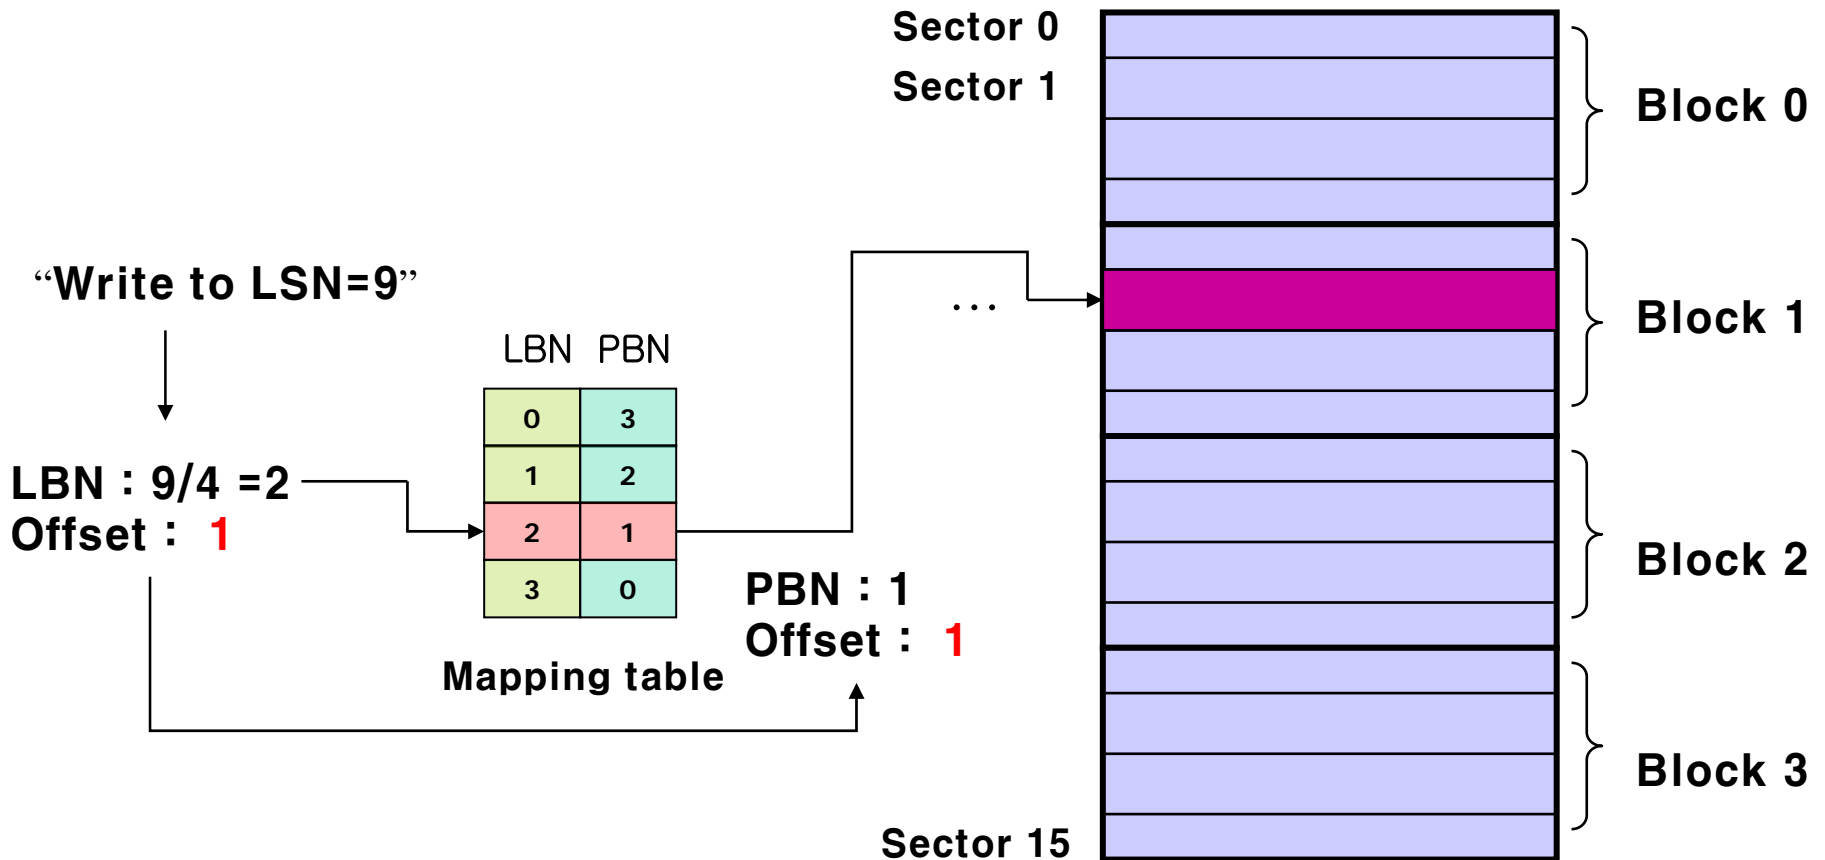 Sector 0
Sector 1
Block 0
“Write to LSN=9”
...
Block 1
LBN PBN
0 3
1 2
2 1
3 0
LBN : 9/4 =2
Offset : 1
Mapping table
PBN : 1
Offset : 1
Block 2
Block 3
Sector 15